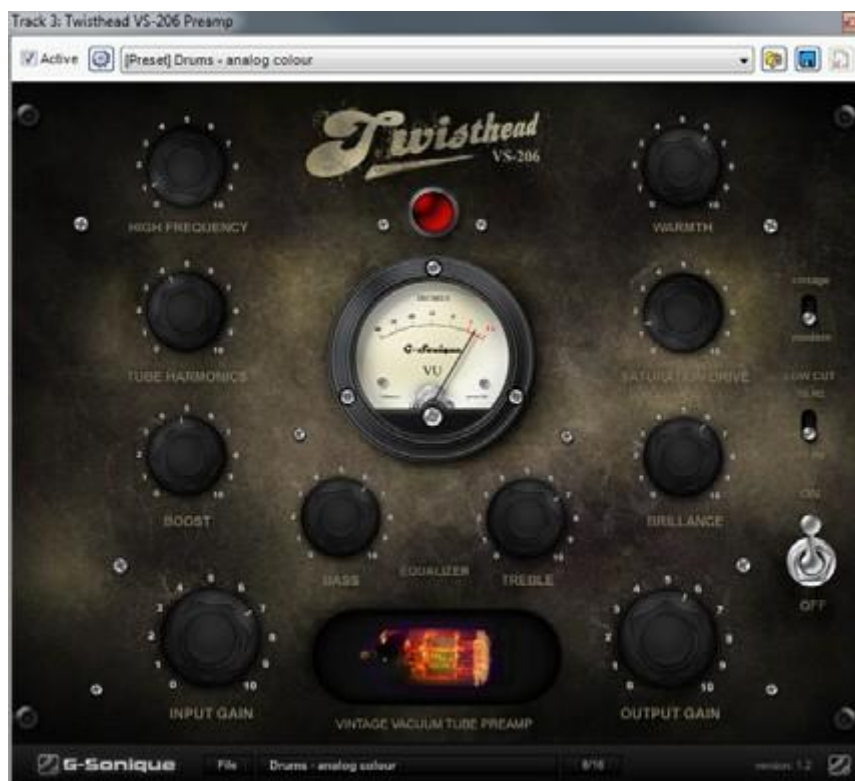 Track 3: Twisthead VS-206 Preamp
Active
[Preset] Drums - analog colour
Twisthead
VS-206
HIGH FREQUENCY
WARMTH
vintage
modern
TUBE HARMONICS
G-Sonique
VU
SATURATION DRIVE
LOW CUT
BOOST
BRILLANCE
ON
BASS
EQUALIZER
TREBLE
OFF
INPUT GAIN
VINTAGE VACUUM TUBE PREAMP
OUTPUT GAIN
G-Sonique
File
Drums - analog colour
version: 1.2